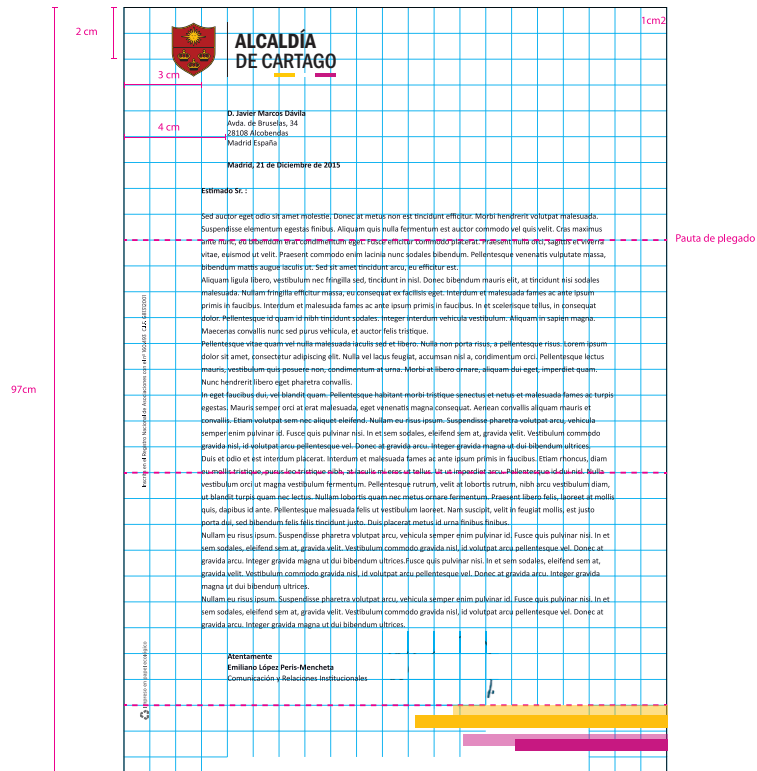 1cm2
2 cm
ALCALDÍA
DE CARTAGO
3 cm
D. Javier Marcos Dávila
Avda. de Bruselas, 34
28108 Alcobendas
Madrid España
4 cm
Madrid, 21 de Diciembre de 2015
Estimado Sr. :
Sed auctor eget odio sit amet molestie. Donec at metus non est tincidunt efficitur. Morbi hendrerit volutpat malesuada.
Suspendisse elementum egestas finibus. Aliquam quis nulla fermentum est auctor commodo vel quis velit. Cras maximus
ante nunc, eu bibendum erat condimentum eget. Fusce efficitur commodo placerat. Praesent nulla orci, sagittis et viverra
Pauta de plegado
vitae, euismod ut velit. Praesent commodo enim lacinia nunc sodales bibendum. Pellentesque venenatis vulputate massa,
bibendum mattis augue iaculis ut. Sed sit amet tincidunt arcu, eu efficitur est.
Aliquam ligula libero, vestibulum nec fringilla sed, tincidunt in nisl. Donec bibendum mauris elit, at tincidunt nisi sodales
malesuada. Nullam fringilla efficitur massa, eu consequat ex facilisis eget. Interdum et malesuada fames ac ante ipsum
primis in faucibus. Interdum et malesuada fames ac ante ipsum primis in faucibus. In et scelerisque tellus, in consequat
dolor. Pellentesque id quam id nibh tincidunt sodales. Integer interdum vehicula vestibulum. Aliquam in sapien magna.
Maecenas convallis nunc sed purus vehicula, et auctor felis tristique.
Pellentesque vitae quam vel nulla malesuada iaculis sed et libero. Nulla non porta risus, a pellentesque risus. Lorem ipsum
dolor sit amet, consectetur adipiscing elit. Nulla vel lacus feugiat, accumsan nisl a, condimentum orci. Pellentesque lectus
mauris, vestibulum quis posuere non, condimentum at urna. Morbi at libero ornare, aliquam dui eget, imperdiet quam.
Nunc hendrerit libero eget pharetra convallis.
97cm
In eget faucibus dui, vel blandit quam. Pellentesque habitant morbi tristique senectus et netus et malesuada fames ac turpis
egestas. Mauris semper orci at erat malesuada, eget venenatis magna consequat. Aenean convallis aliquam mauris et
convallis. Etiam volutpat sem nec aliquet eleifend. Nullam eu risus ipsum. Suspendisse pharetra volutpat arcu, vehicula
semper enim pulvinar id. Fusce quis pulvinar nisi. In et sem sodales, eleifend sem at, gravida velit. Vestibulum commodo
gravida nisl, id volutpat arcu pellentesque vel. Donec at gravida arcu. Integer gravida magna ut dui bibendum ultrices.
Duis et odio et est interdum placerat. Interdum et malesuada fames ac ante ipsum primis in faucibus. Etiam rhoncus, diam
eu mollis tristique, purus leo tristique nibh, at iaculis mi eros ut tellus. Ut ut imperdiet arcu. Pellentesque id dui nisl. Nulla
vestibulum orci ut magna vestibulum fermentum. Pellentesque rutrum, velit at lobortis rutrum, nibh arcu vestibulum diam,
ut blandit turpis quam nec lectus. Nullam lobortis quam nec metus ornare fermentum. Praesent libero felis, laoreet at mollis
quis, dapibus id ante. Pellentesque malesuada felis ut vestibulum laoreet. Nam suscipit, velit in feugiat mollis, est justo
porta dui, sed bibendum felis felis tincidunt justo. Duis placerat metus id urna finibus finibus.
Nullam eu risus ipsum. Suspendisse pharetra volutpat arcu, vehicula semper enim pulvinar id. Fusce quis pulvinar nisi. In et
sem sodales, eleifend sem at, gravida velit. Vestibulum commodo gravida nisl, id volutpat arcu pellentesque vel. Donec at
gravida arcu. Integer gravida magna ut dui bibendum ultrices.Fusce quis pulvinar nisi. In et sem sodales, eleifend sem at,
gravida velit. Vestibulum commodo gravida nisl, id volutpat arcu pellentesque vel. Donec at gravida arcu. Integer gravida
magna ut dui bibendum ultrices.
Nullam eu risus ipsum. Suspendisse pharetra volutpat arcu, vehicula semper enim pulvinar id. Fusce quis pulvinar nisi. In et
sem sodales, eleifend sem at, gravida velit. Vestibulum commodo gravida nisl, id volutpat arcu pellentesque vel. Donec at
gravida arcu. Integer gravida magna ut dui bibendum ultrices.
Atentamente
Emiliano López Peris-Mencheta
Comunicación y Relaciones Institucionales
Inscrita en el Registro Nacional de Asociaciones con el nº C.I.F.
Impreso en papel ecológico